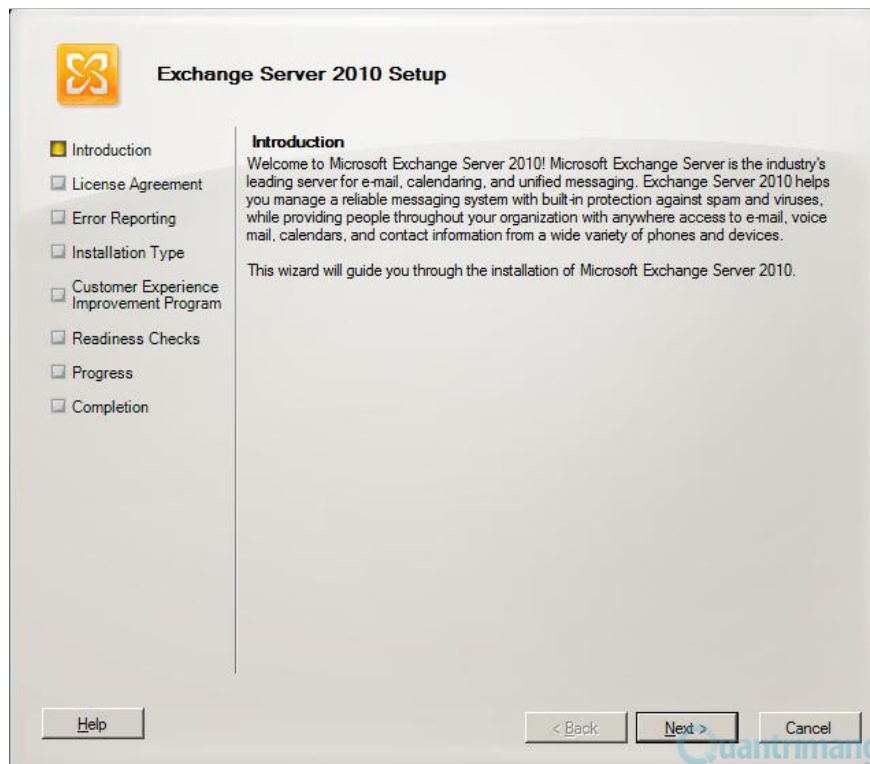 Exchange Server 2010 Setup
Introduction
License Agreement
Error Reporting
Installation Type
Customer Experience
Improvement Program
Readiness Checks
Progress
Completion
Introduction
Welcome to Microsoft Exchange Server 2010! Microsoft Exchange Server is the industry's
leading server for e-mail, calendaring, and unified messaging. Exchange Server 2010 helps
you manage a reliable messaging system with built-in protection against spam and viruses,
while providing people throughout your organization with anywhere access to e-mail, voice
mail, calendars, and contact information from a wide variety of phones and devices.
This wizard will guide you through the installation of Microsoft Exchange Server 2010.
Help
< Back
Next >
Cancel
Quantrimang